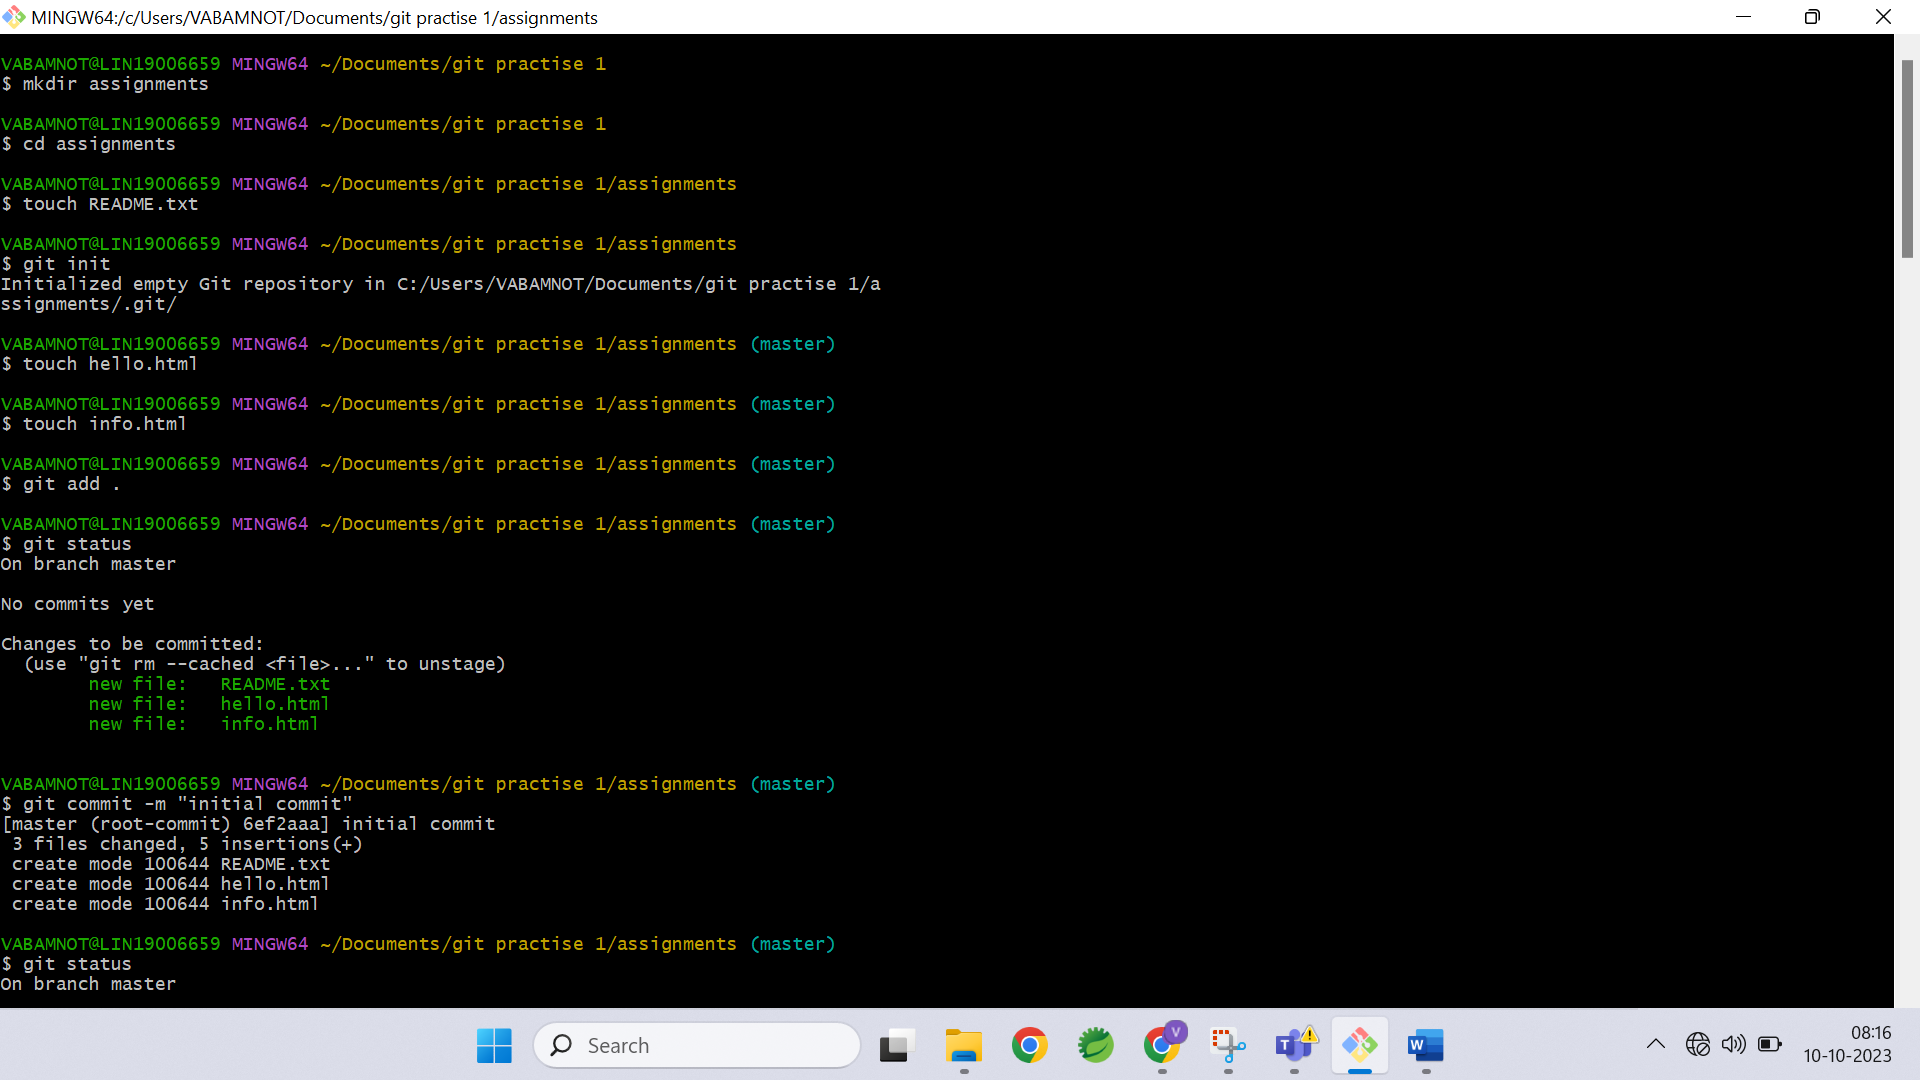 MINGW64:/c/Users/VABAMNOT/Documents/git practise 1/assignments
VABAMNOT@LIN19006659 MINGW64 ~/Documents/git practise 1
$ mkdir assignments
VABAMNOT@LIN19006659 MINGW64 ~/Documents/git practise 1
$ cd assignments
VABAMNOT@LIN19006659 MINGW64 ~/Documents/git practise 1/assignments
$ touch README.txt
VABAMNOT@LIN19006659 MINGW64 ~/Documents/git practise 1/assignments
$ git init
Initialized empty Git repository in C:/Users/VABAMNOT/Documents/git practise 1/a
ssignments/.git/
VABAMNOT@LIN19006659 MINGW64 ~/Documents/git practise 1/assignments (master)
$ touch hello.html
VABAMNOT@LIN19006659 MINGW64 ~/Documents/git practise 1/assignments (master)
$ touch info.html
VABAMNOT@LIN19006659 MINGW64 ~/Documents/git practise 1/assignments (master)
$ git add .
VABAMNOT@LIN19006659 MINGW64 ~/Documents/git practise 1/assignments (master)
$ git status
On branch master
No commits yet
Changes to be committed:
  (use "git rm --cached <file>..." to unstage)
        new file:   README.txt
        new file:   hello.html
        new file:   info.html
VABAMNOT@LIN19006659 MINGW64 ~/Documents/git practise 1/assignments (master)
$ git commit -m "initial commit"
[master (root-commit) 6ef2aaa] initial commit
 3 files changed, 5 insertions(+)
 create mode 100644 README.txt
 create mode 100644 hello.html
 create mode 100644 info.html
VABAMNOT@LIN19006659 MINGW64 ~/Documents/git practise 1/assignments (master)
$ git status
On branch master
Search
V
T
W
08:16
10-10-2023